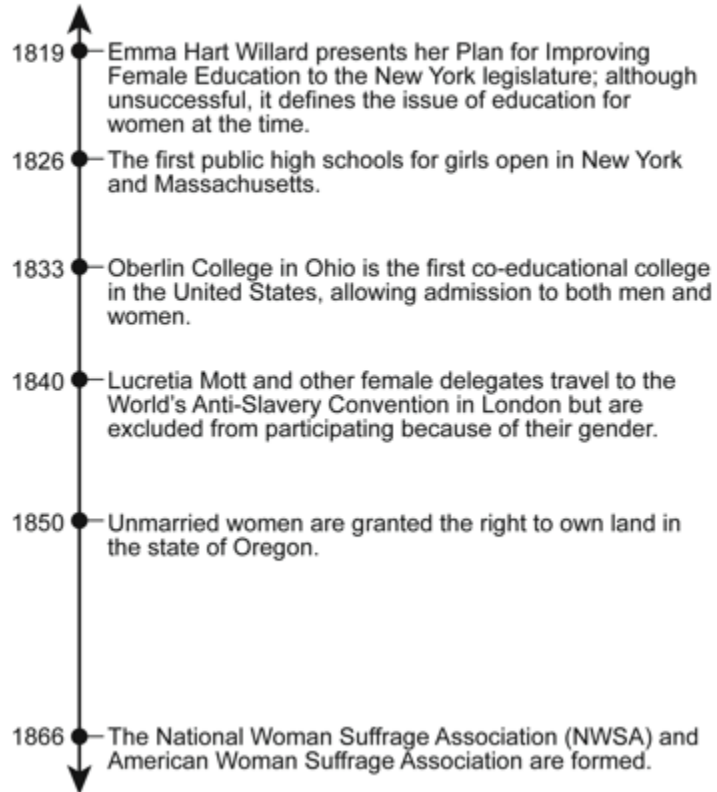 1819 Emma Hart Willard presents her Plan for Improving
Female Education to the New York legislature; although
unsuccessful, it defines the issue of education for
women at the time.
1826 The first public high schools for girls open in New York
and Massachusetts.
1833 Oberlin College in Ohio is the first co-educational college
in the United States, allowing admission to both men and
women.
1840 Lucretia Mott and other female delegates travel to the
World's Anti-Slavery Convention in London but are
excluded from participating because of their gender.
1850 Unmarried women are granted the right to own land in
the state of Oregon.
1866 The National Woman Suffrage Association (NWSA) and
American Woman Suffrage Association are formed.